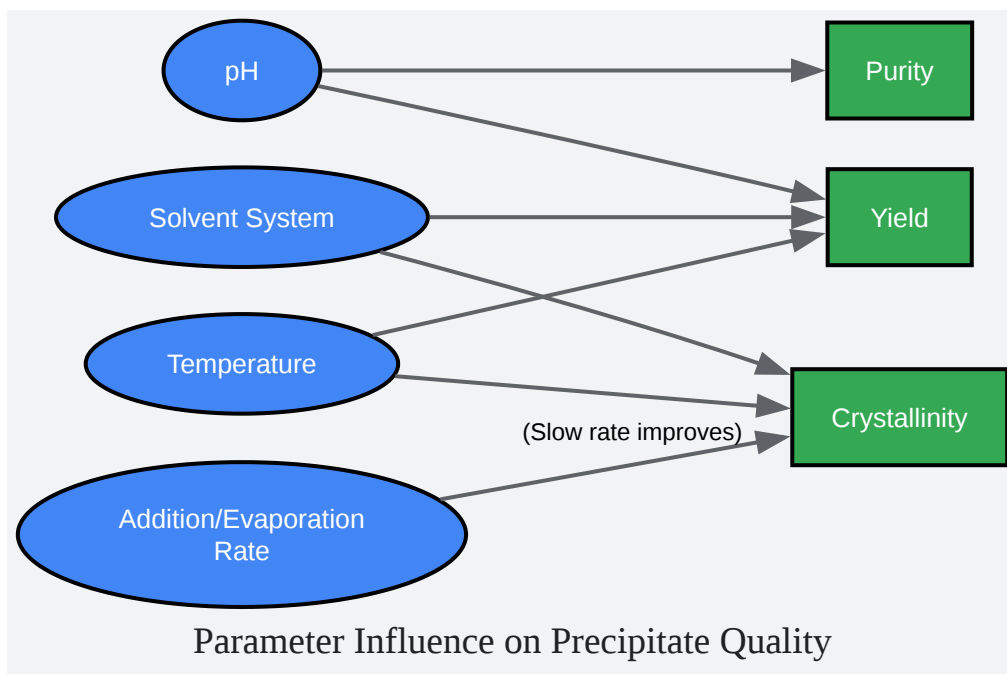 pH
Purity
Solvent System
Yield
Temperature
Crystallinity
(Slow rate improves)
Addition/Evaporation
Rate
Parameter Influence on Precipitate Quality